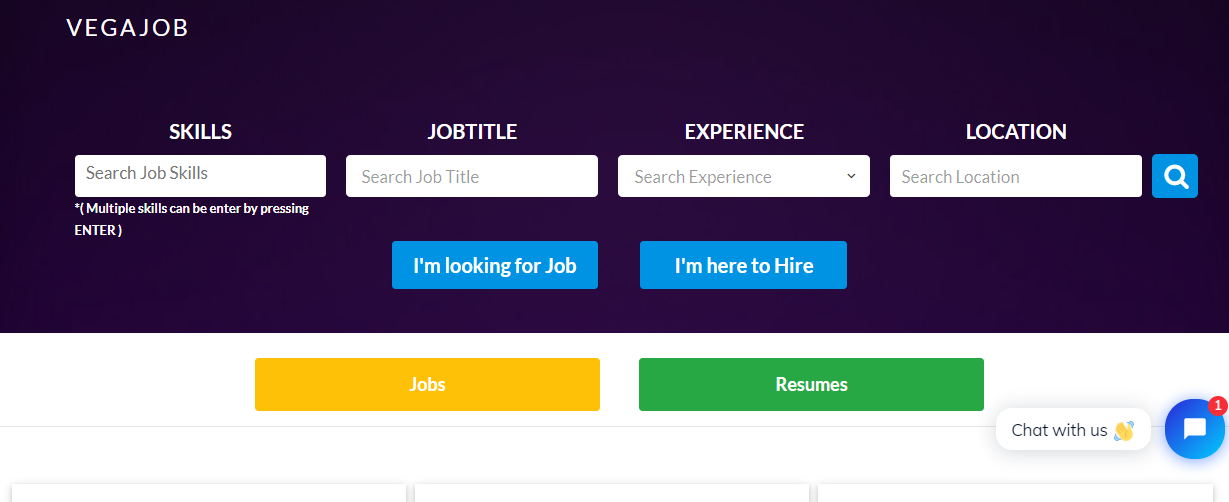 VEGAJOB
SKILLS
JOBTITLE
EXPERIENCE
LOCATION
Search Job Skills
Search Job Title
Search Experience
Search Location
*( Multiple skills can be enter by pressing
ENTER )
I'm looking for Job
I'm here to Hire
Jobs
Resumes
1
Chat with us 👋